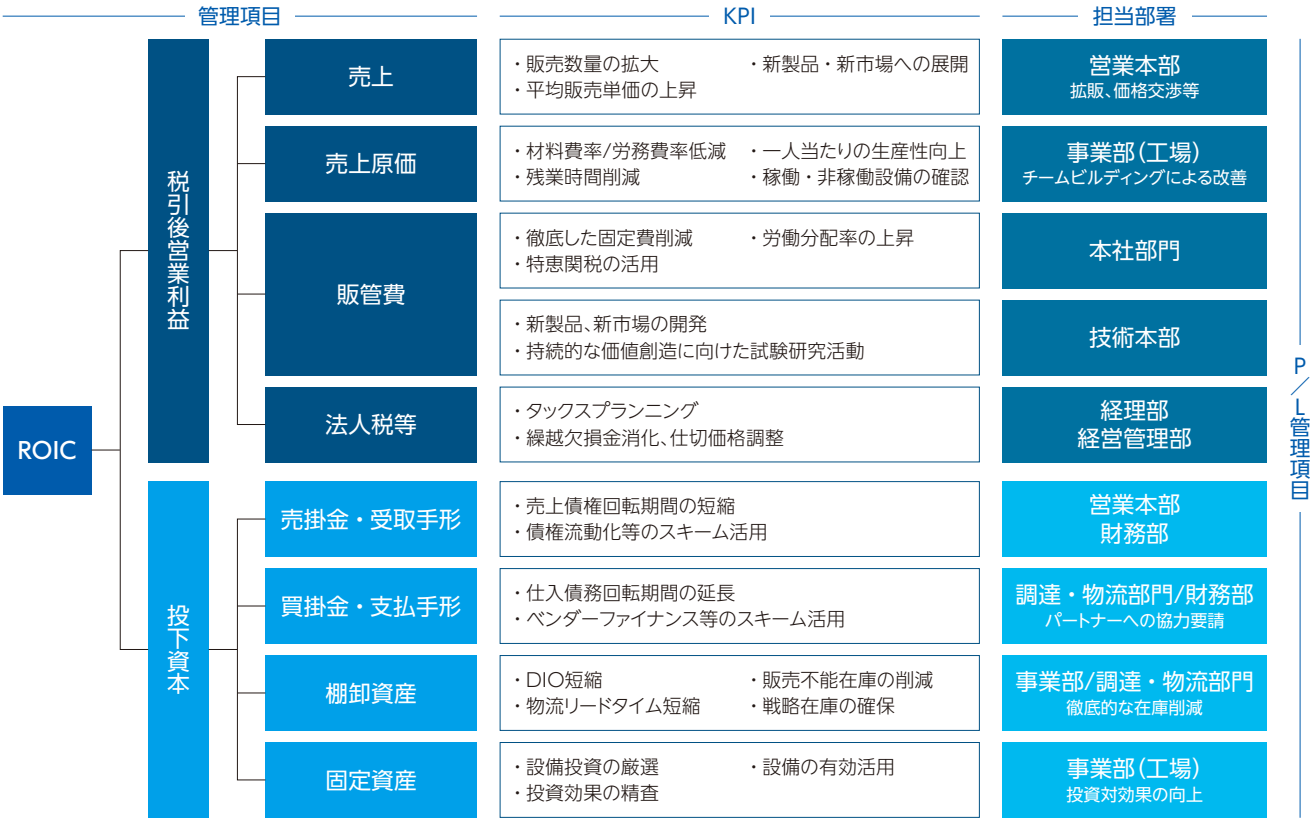 管理項目
KPI
担当部署
ROIC
税引後営業利益
売上
・販売数量の拡大
・新製品・新市場への展開
・平均販売単価の上昇
営業本部
拡販、価格交渉等
売上原価
・材料費率/労務費率低減
・一人当たりの生産性向上
・残業時間削減
・稼働・非稼働設備の確認
事業部(工場)
チームビルディングによる改善
販管費
・徹底した固定費削減
・労働分配率の上昇
・特恵関税の活用
本社部門
・新製品、新市場の開発
・持続的な価値創造に向けた試験研究活動
技術本部
法人税等
・タックスプランニング
・繰越欠損金消化、仕切価格調整
経理部
経営管理部
投下資本
売掛金・受取手形
・売上債権回転期間の短縮
・債権流動化等のスキーム活用
営業本部
財務部
買掛金・支払手形
・仕入債務回転期間の延長
・ベンダーファイナンス等のスキーム活用
調達・物流部門/財務部
パートナーへの協力要請
棚卸資産
・DIO短縮
・販売不能在庫の削減
・物流リードタイム短縮
・戦略在庫の確保
事業部/調達・物流部門
徹底的な在庫削減
固定資産
・設備投資の厳選
・設備の有効活用
・投資効果の精査
事業部(工場)
投資対効果の向上
P/L管理項目